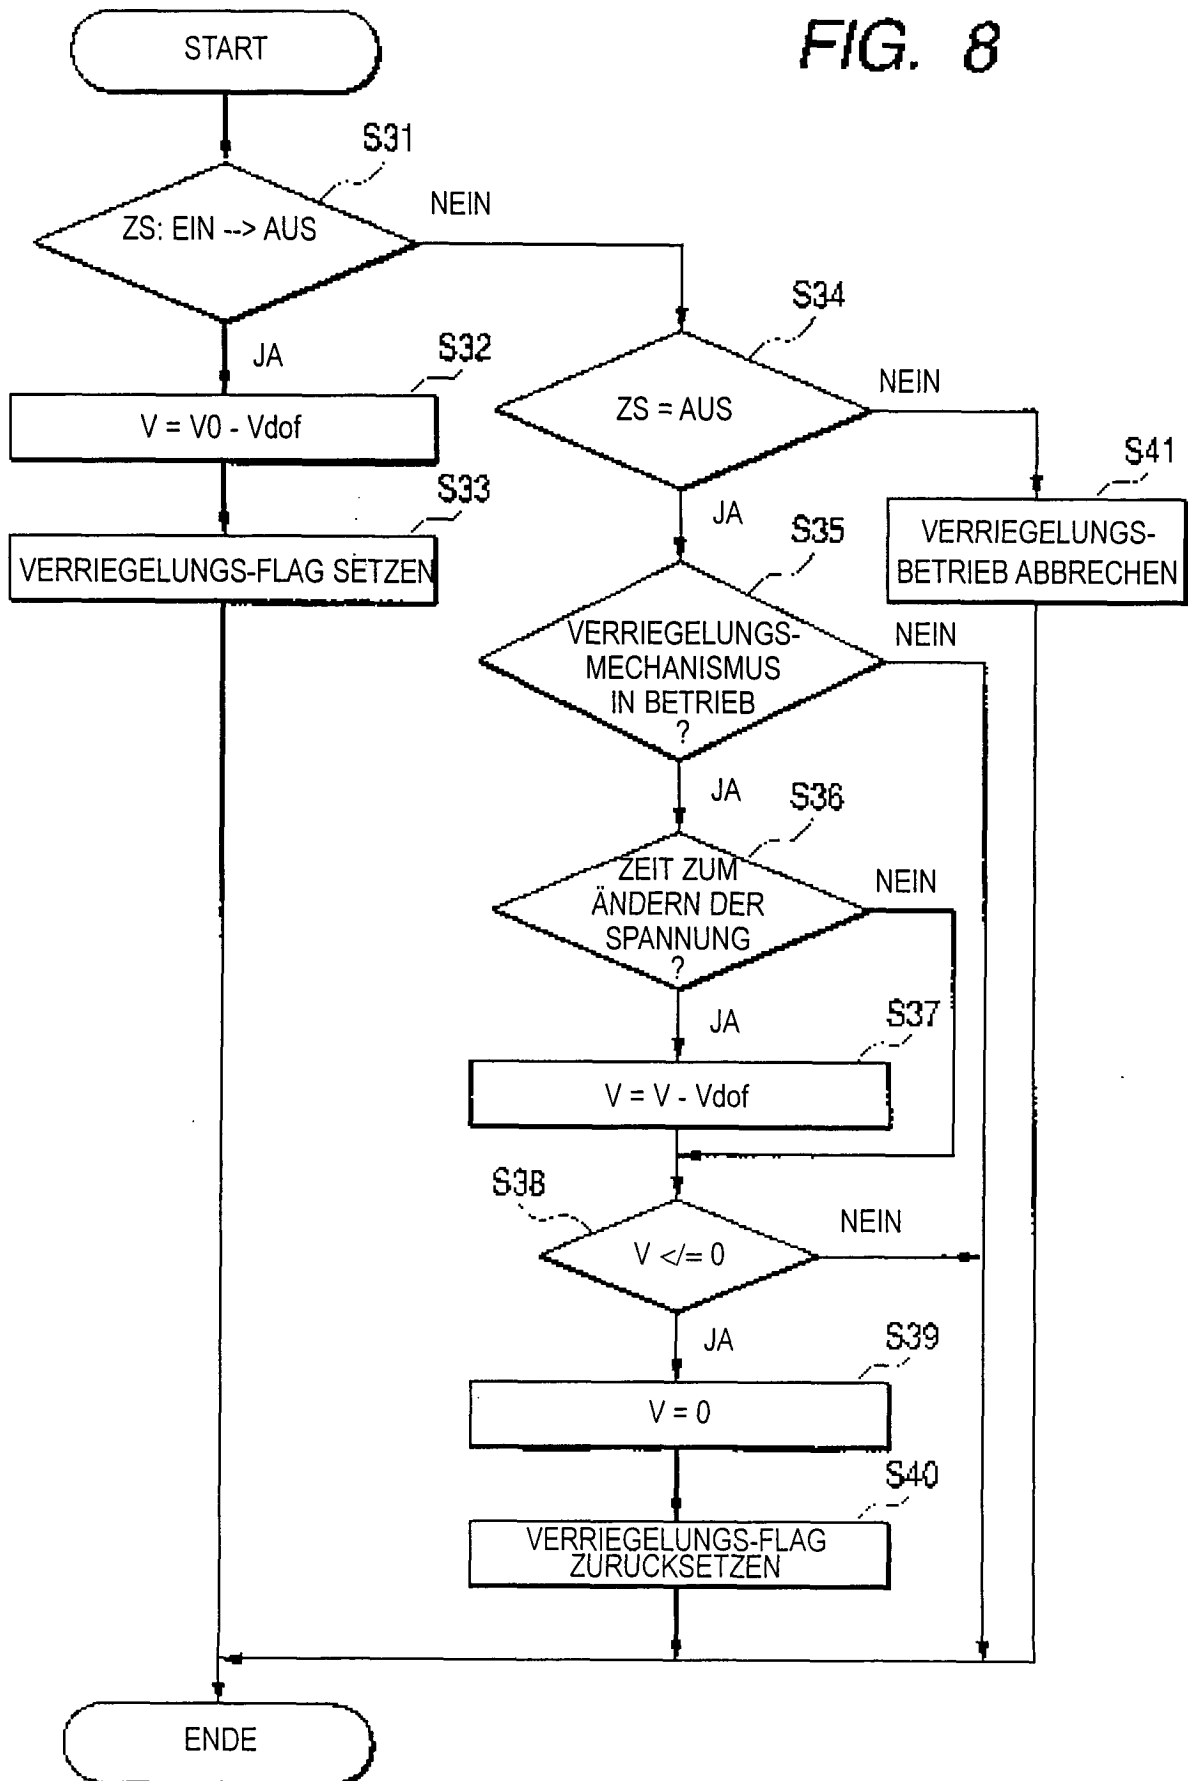 FIG. 8
START
S31
ZS: EIN --> AUS
NEIN
JA
S32
V = V0 - Vdof
S33
VERRIEGELUNGS-FLAG SETZEN
S34
ZS = AUS
NEIN
JA
S41
VERRIEGELUNGS-
BETRIEB ABBRECHEN
S35
VERRIEGELUNGS-
MECHANISMUS
IN BETRIEB
?
NEIN
JA
S36
ZEIT ZUM
ÄNDERN DER
SPANNUNG
?
NEIN
JA
S37
V = V - Vdof
S38
V </= 0
NEIN
JA
S39
V = 0
S40
VERRIEGELUNGS-FLAG
ZURÜCKSETZEN
ENDE